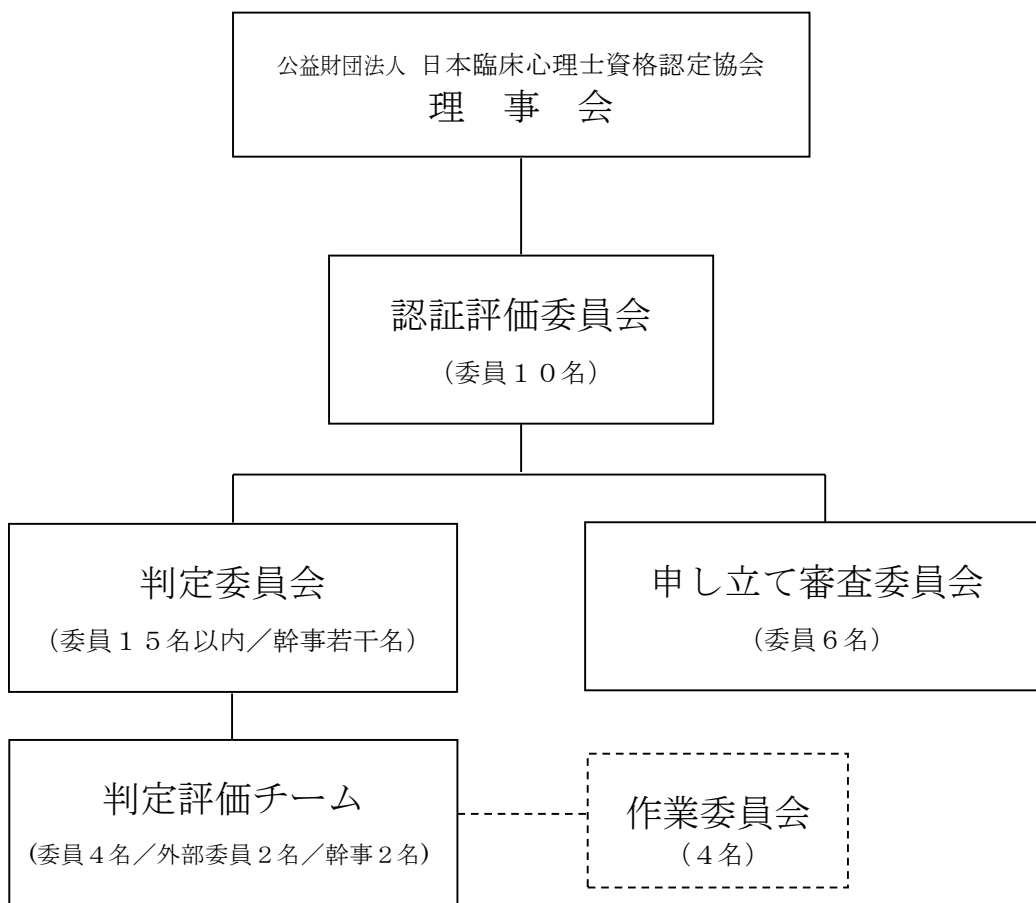 公益財団法人 日本臨床心理士資格認定協会
理 事 会
認証評価委員会
（委員１０名）
判定委員会
（委員１５名以内／幹事若干名）
申し立て審査委員会
（委員６名）
判定評価チーム
(委員４名／外部委員２名／幹事２名)
作業委員会
（４名）